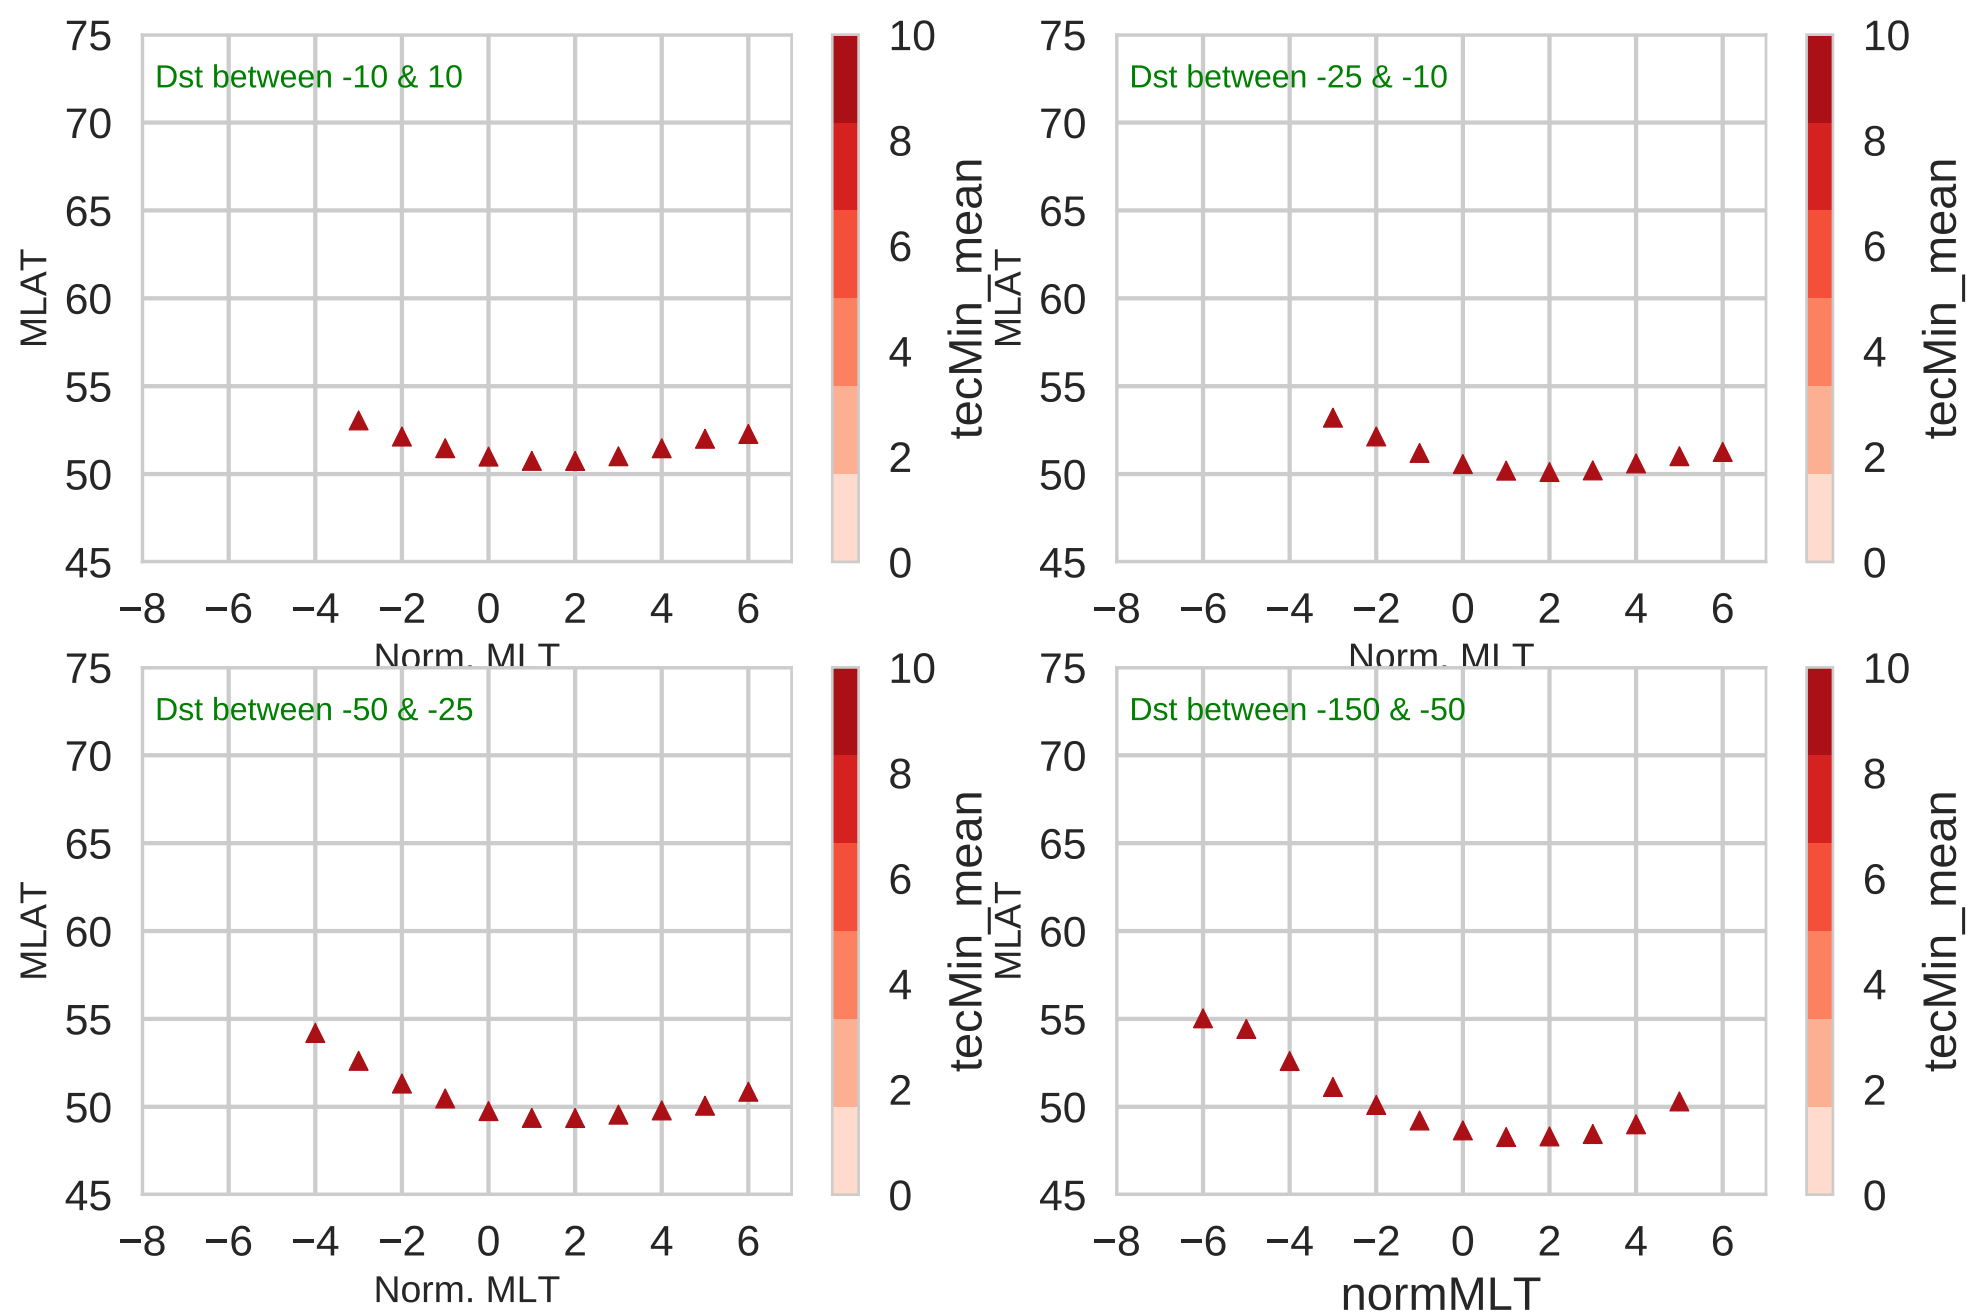 75
70
65
60
55
50
45
MLAT
Dst between -10 & 10
−8 −6 −4 −2 0 2 4 6
Norm. MLT
10
8
6
4
2
0
tecMin_mean
75
70
65
60
55
50
45
MLAT
Dst between -25 & -10
−8 −6 −4 −2 0 2 4 6
Norm. MLT
10
8
6
4
2
0
tecMin_mean
75
70
65
60
55
50
45
MLAT
Dst between -50 & -25
−8 −6 −4 −2 0 2 4 6
Norm. MLT
10
8
6
4
2
0
tecMin_mean
75
70
65
60
55
50
45
MLAT
Dst between -150 & -50
−8 −6 −4 −2 0 2 4 6
normMLT
10
8
6
4
2
0
tecMin_mean